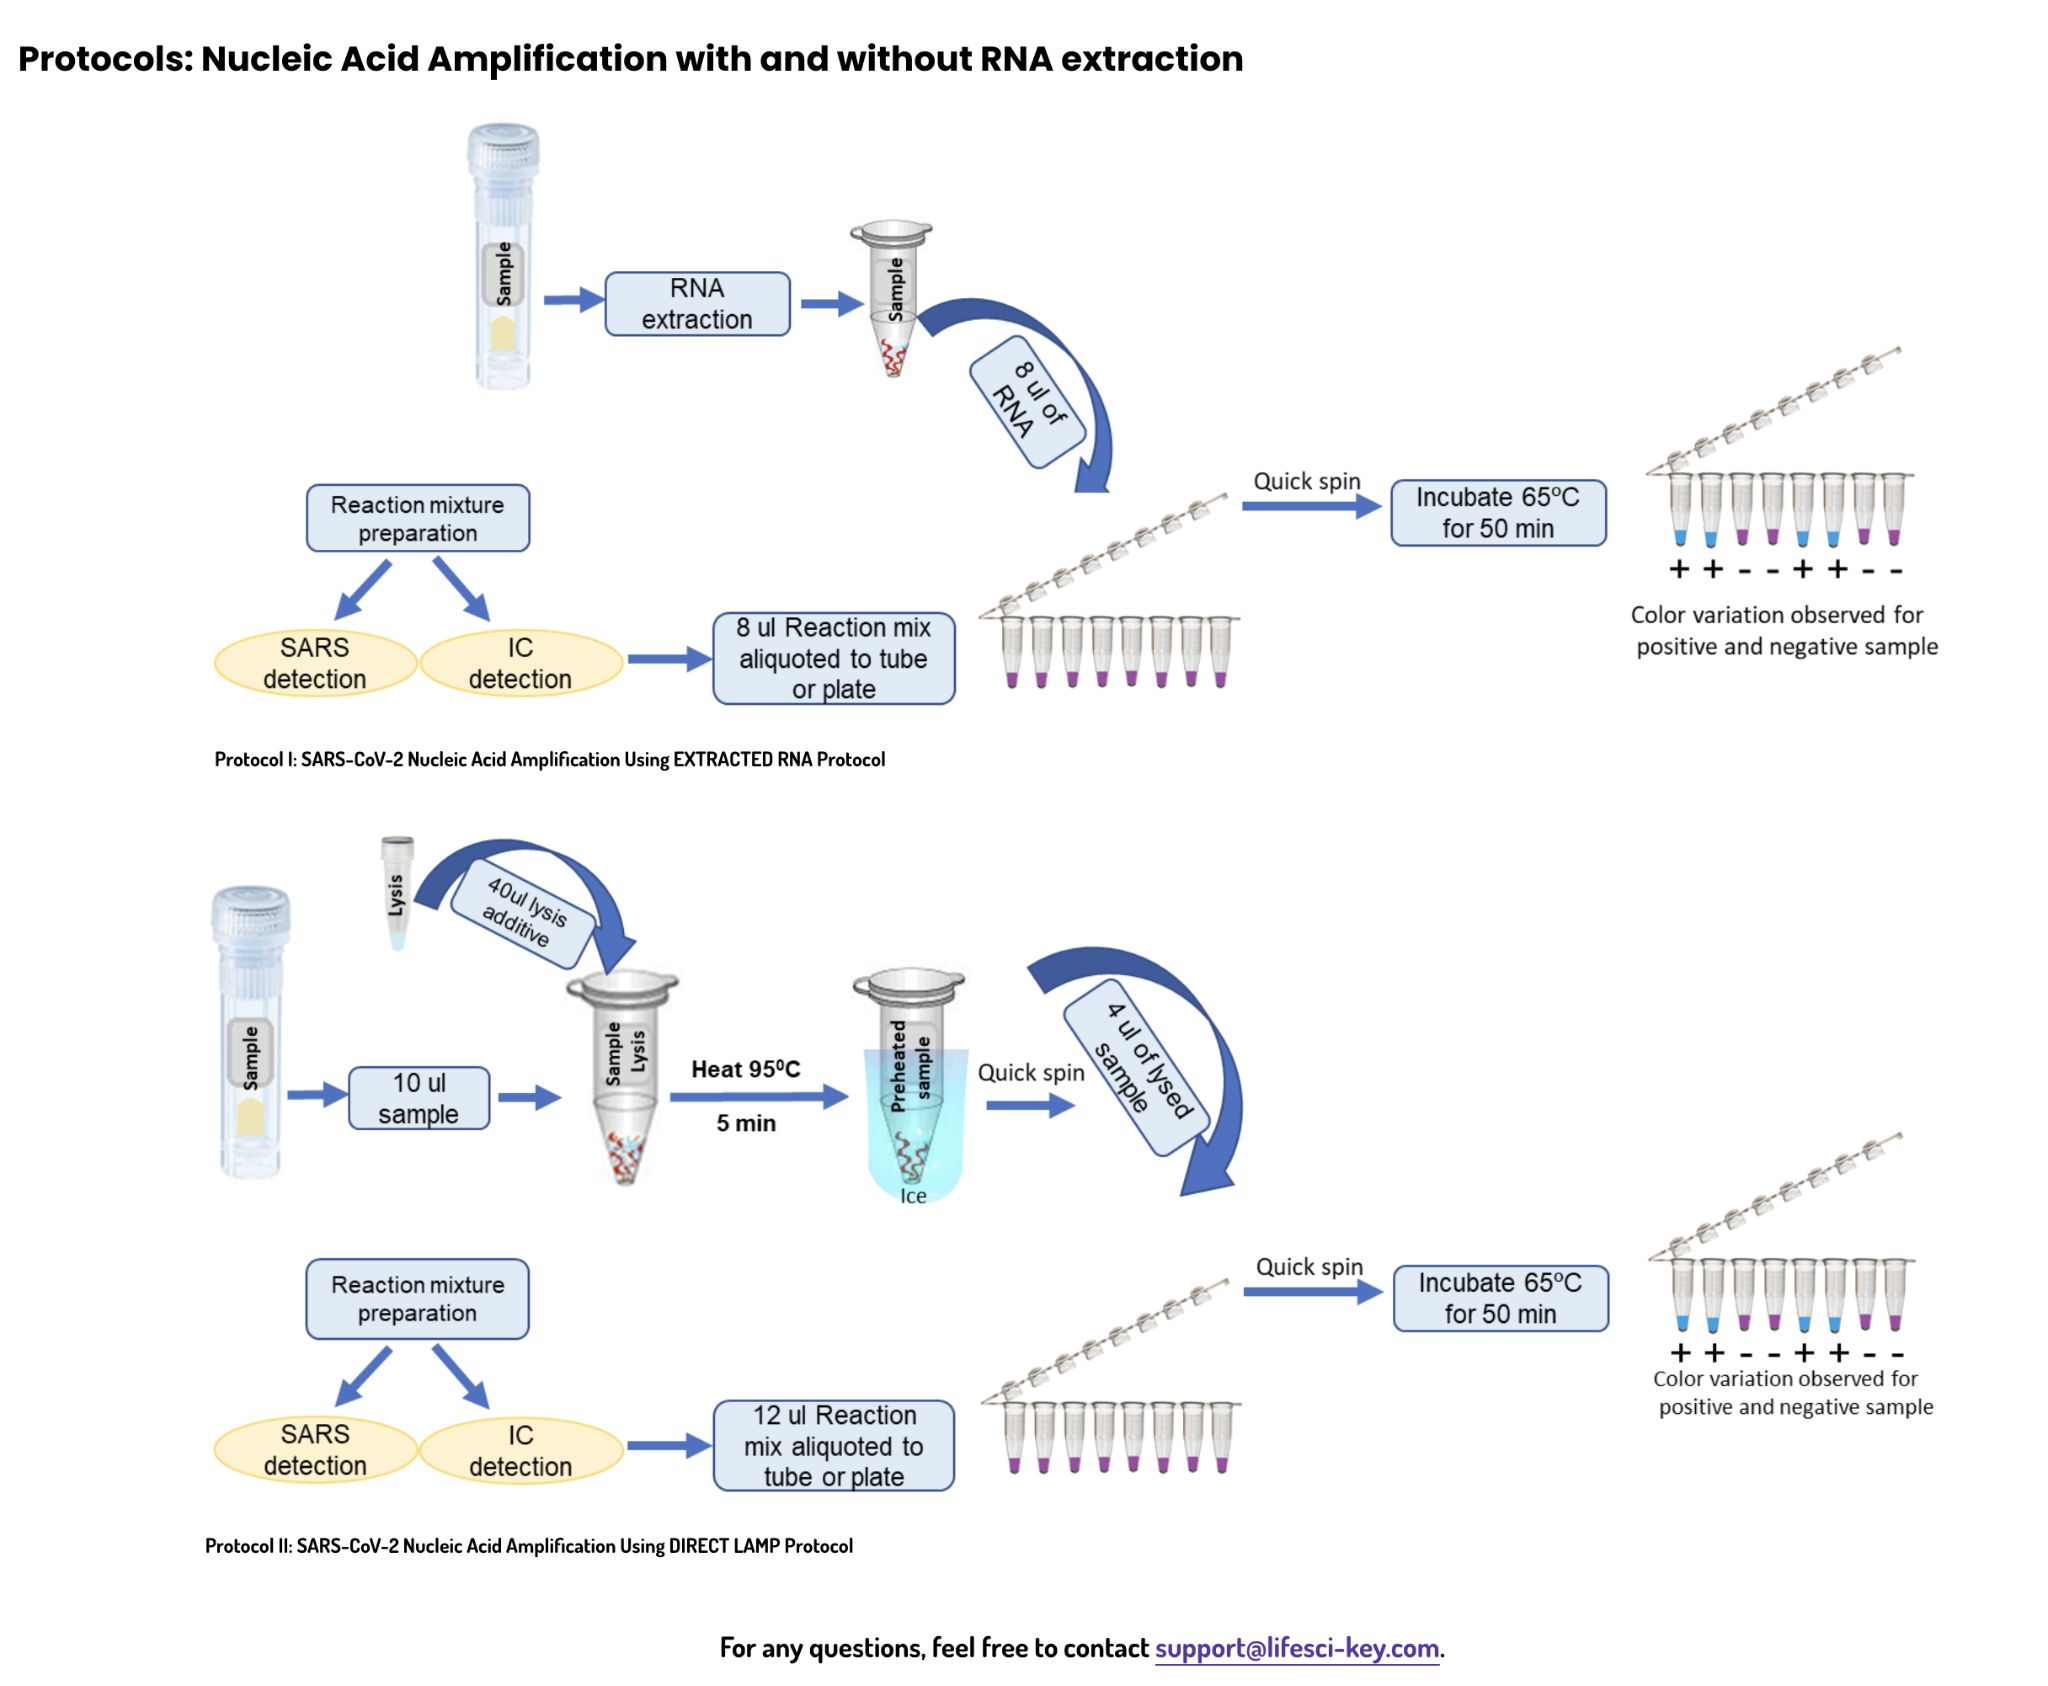 Protocols: Nucleic Acid Amplification with and without RNA extraction
Sample
RNA
extraction
Sample
8 ul of
RNA
Reaction mixture
preparation
SARS
detection
IC
detection
8 ul Reaction mix
aliquoted to tube
or plate
Quick spin
Incubate 65ºC
for 50 min
+ + - - + + - -
Color variation observed for
positive and negative sample
Protocol I: SARS-CoV-2 Nucleic Acid Amplification Using EXTRACTED RNA Protocol
Lysis
40ul lysis
additive
Sample
10 ul
sample
Sample
Lysis
Heat 95⁰C
5 min
Preheated
sample
Ice
Quick spin
4 ul of lysed
sample
Reaction mixture
preparation
SARS
detection
IC
detection
12 ul Reaction
mix aliquoted to
tube or plate
Quick spin
Incubate 65ºC
for 50 min
+ + - - + + - -
Color variation observed for
positive and negative sample
Protocol II: SARS-CoV-2 Nucleic Acid Amplification Using DIRECT LAMP Protocol
For any questions, feel free to contact support@lifesci-key.com.